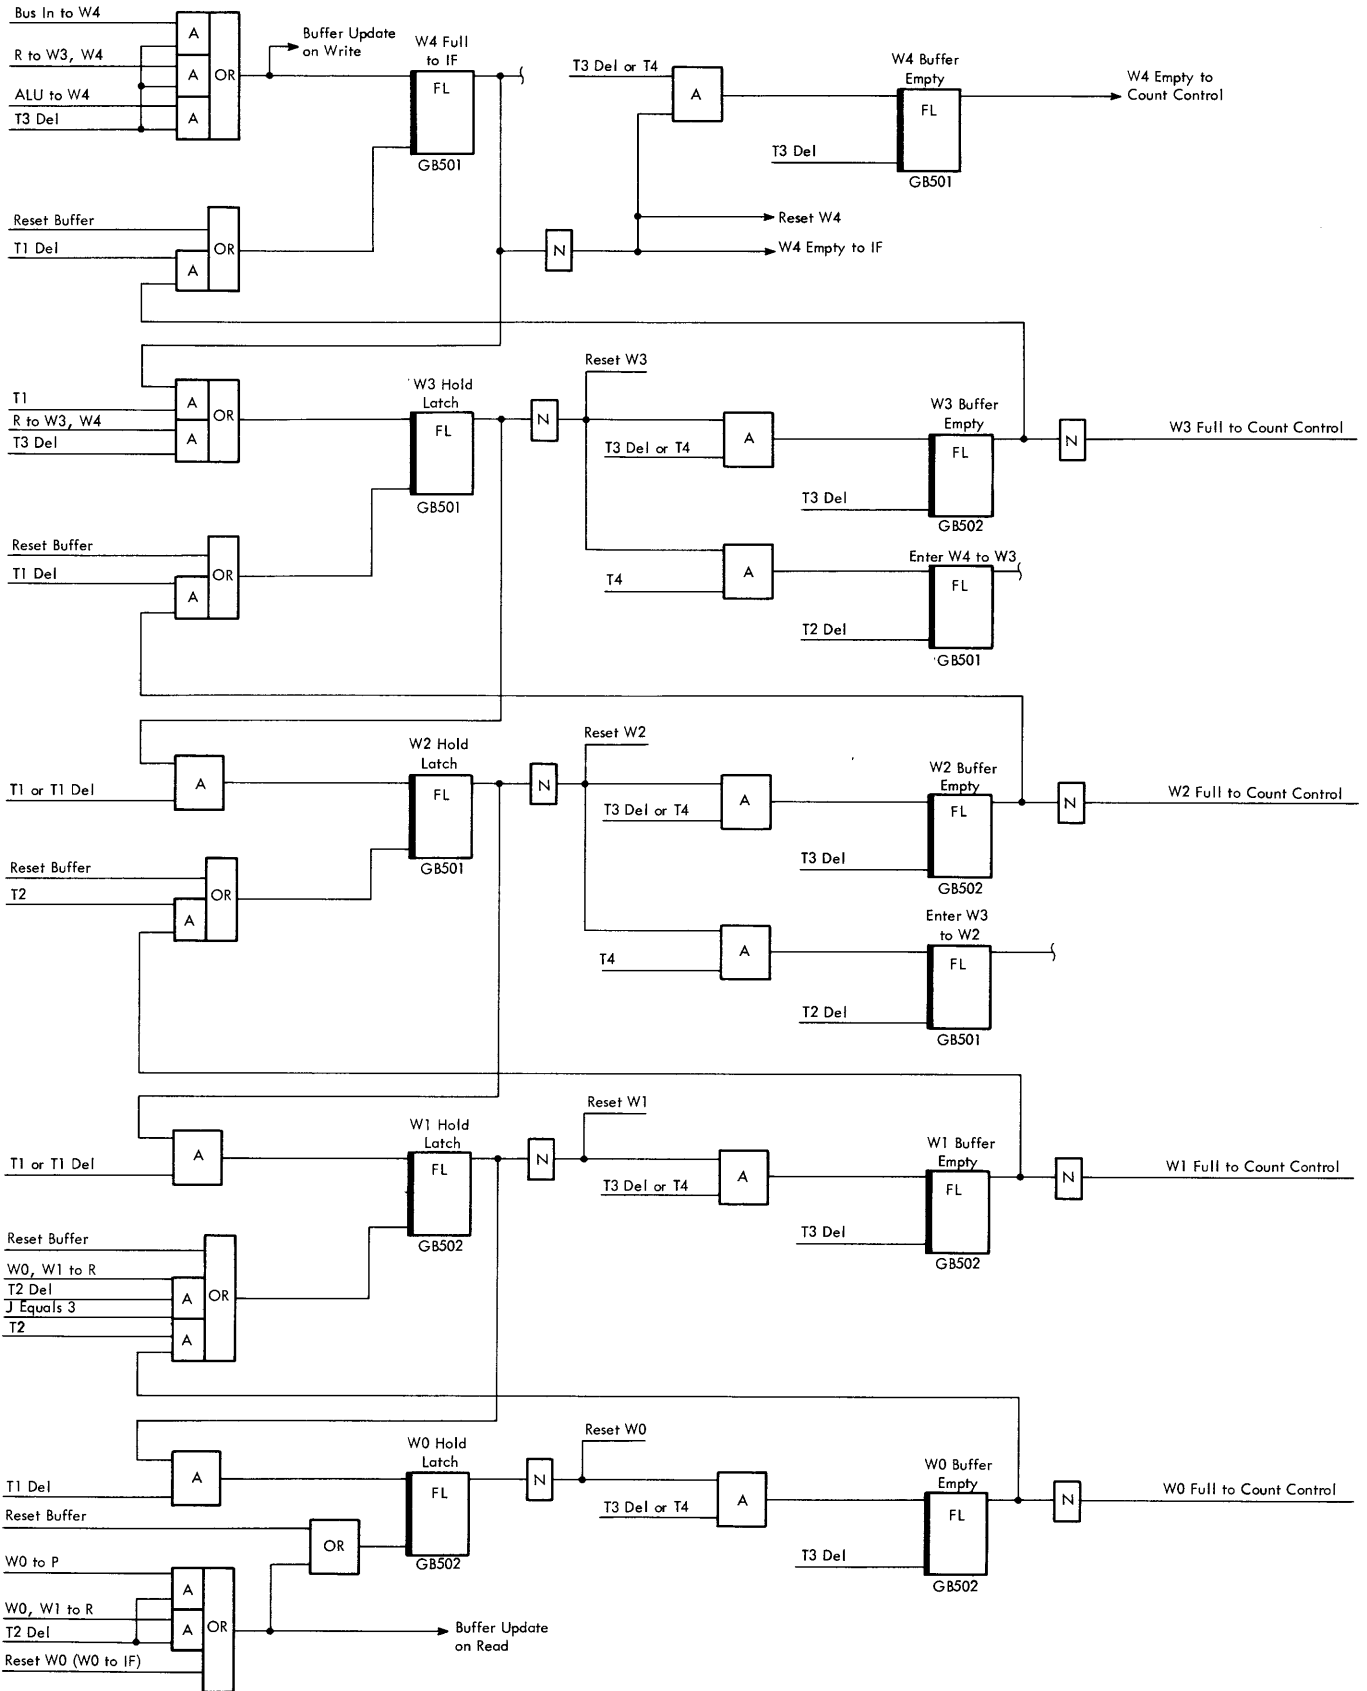 Bus In to W4
A
R to W3, W4
A
OR
ALU to W4
A
T3 Del
Buffer Update
on Write
W4 Full
to IF
FL
GB501
T3 Del or T4
A
W4 Buffer
Empty
FL
T3 Del
GB501
W4 Empty to
Count Control
Reset Buffer
T1 Del
A
OR
N
Reset W4
W4 Empty to IF
T1
A
OR
R to W3, W4
A
T3 Del
W3 Hold
Latch
FL
GB501
N
Reset W3
T3 Del or T4
A
W3 Buffer
Empty
FL
T3 Del
GB502
N
W3 Full to Count Control
Reset Buffer
T1 Del
A
OR
T4
A
Enter W4 to W3
FL
T2 Del
GB501
T1 or T1 Del
A
W2 Hold
Latch
FL
GB501
N
Reset W2
T3 Del or T4
A
W2 Buffer
Empty
FL
T3 Del
GB502
N
W2 Full to Count Control
Reset Buffer
T2
A
OR
T4
A
Enter W3
to W2
FL
T2 Del
GB501
T1 or T1 Del
A
W1 Hold
Latch
FL
GB502
N
Reset W1
T3 Del or T4
A
W1 Buffer
Empty
FL
T3 Del
GB502
N
W1 Full to Count Control
Reset Buffer
W0, W1 to R
T2 Del
A
OR
J Equals 3
T2
A
T1 Del
A
W0 Hold
Latch
FL
GB502
N
Reset W0
T3 Del or T4
A
W0 Buffer
Empty
FL
T3 Del
GB502
N
W0 Full to Count Control
Reset Buffer
OR
W0 to P
A
W0, W1 to R
A
OR
T2 Del
Reset W0 (W0 to IF)
Buffer Update
on Read